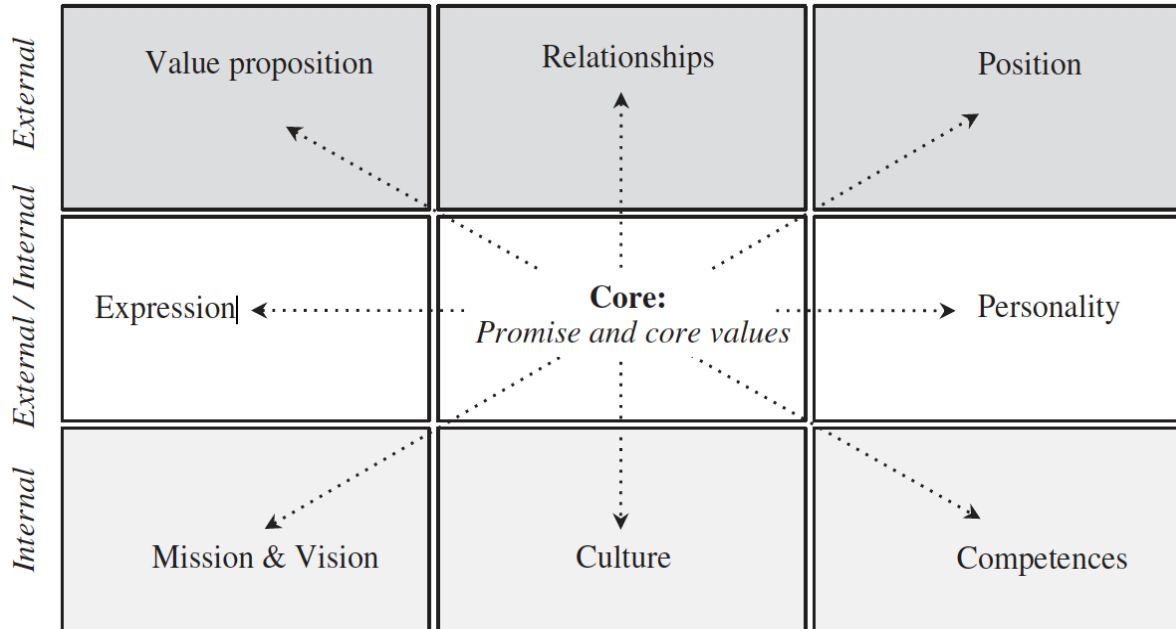 External
Value proposition
Relationships
Position
External / Internal
Expression
Core:
Promise and core values
Personality
Internal
Mission & Vision
Culture
Competences